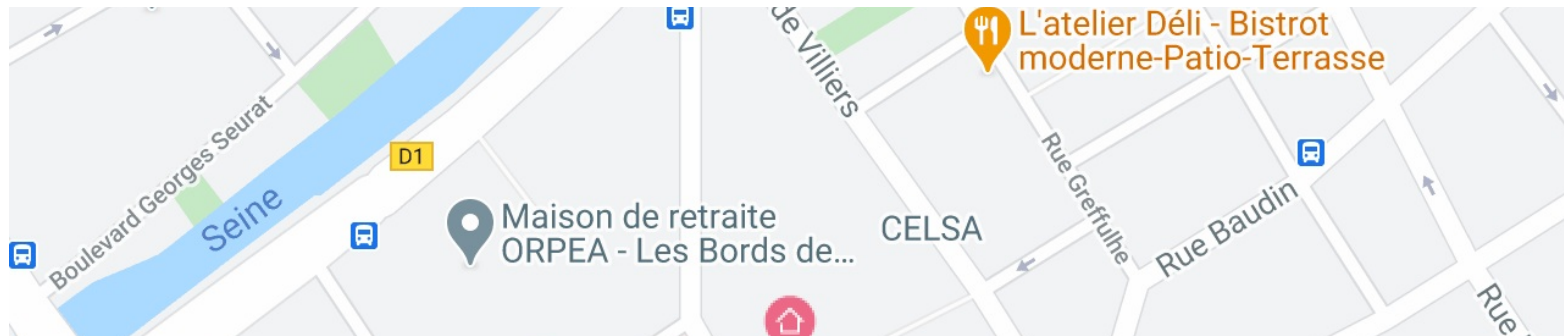 L'atelier Déli - Bistrot
moderne-Patio-Terrasse
de Villiers
Boulevard Georges Seurat
D1
Seine
Maison de retraite
ORPEA - Les Bords de...
CELSA
Rue Greffulhe
Rue Baudin
Rue